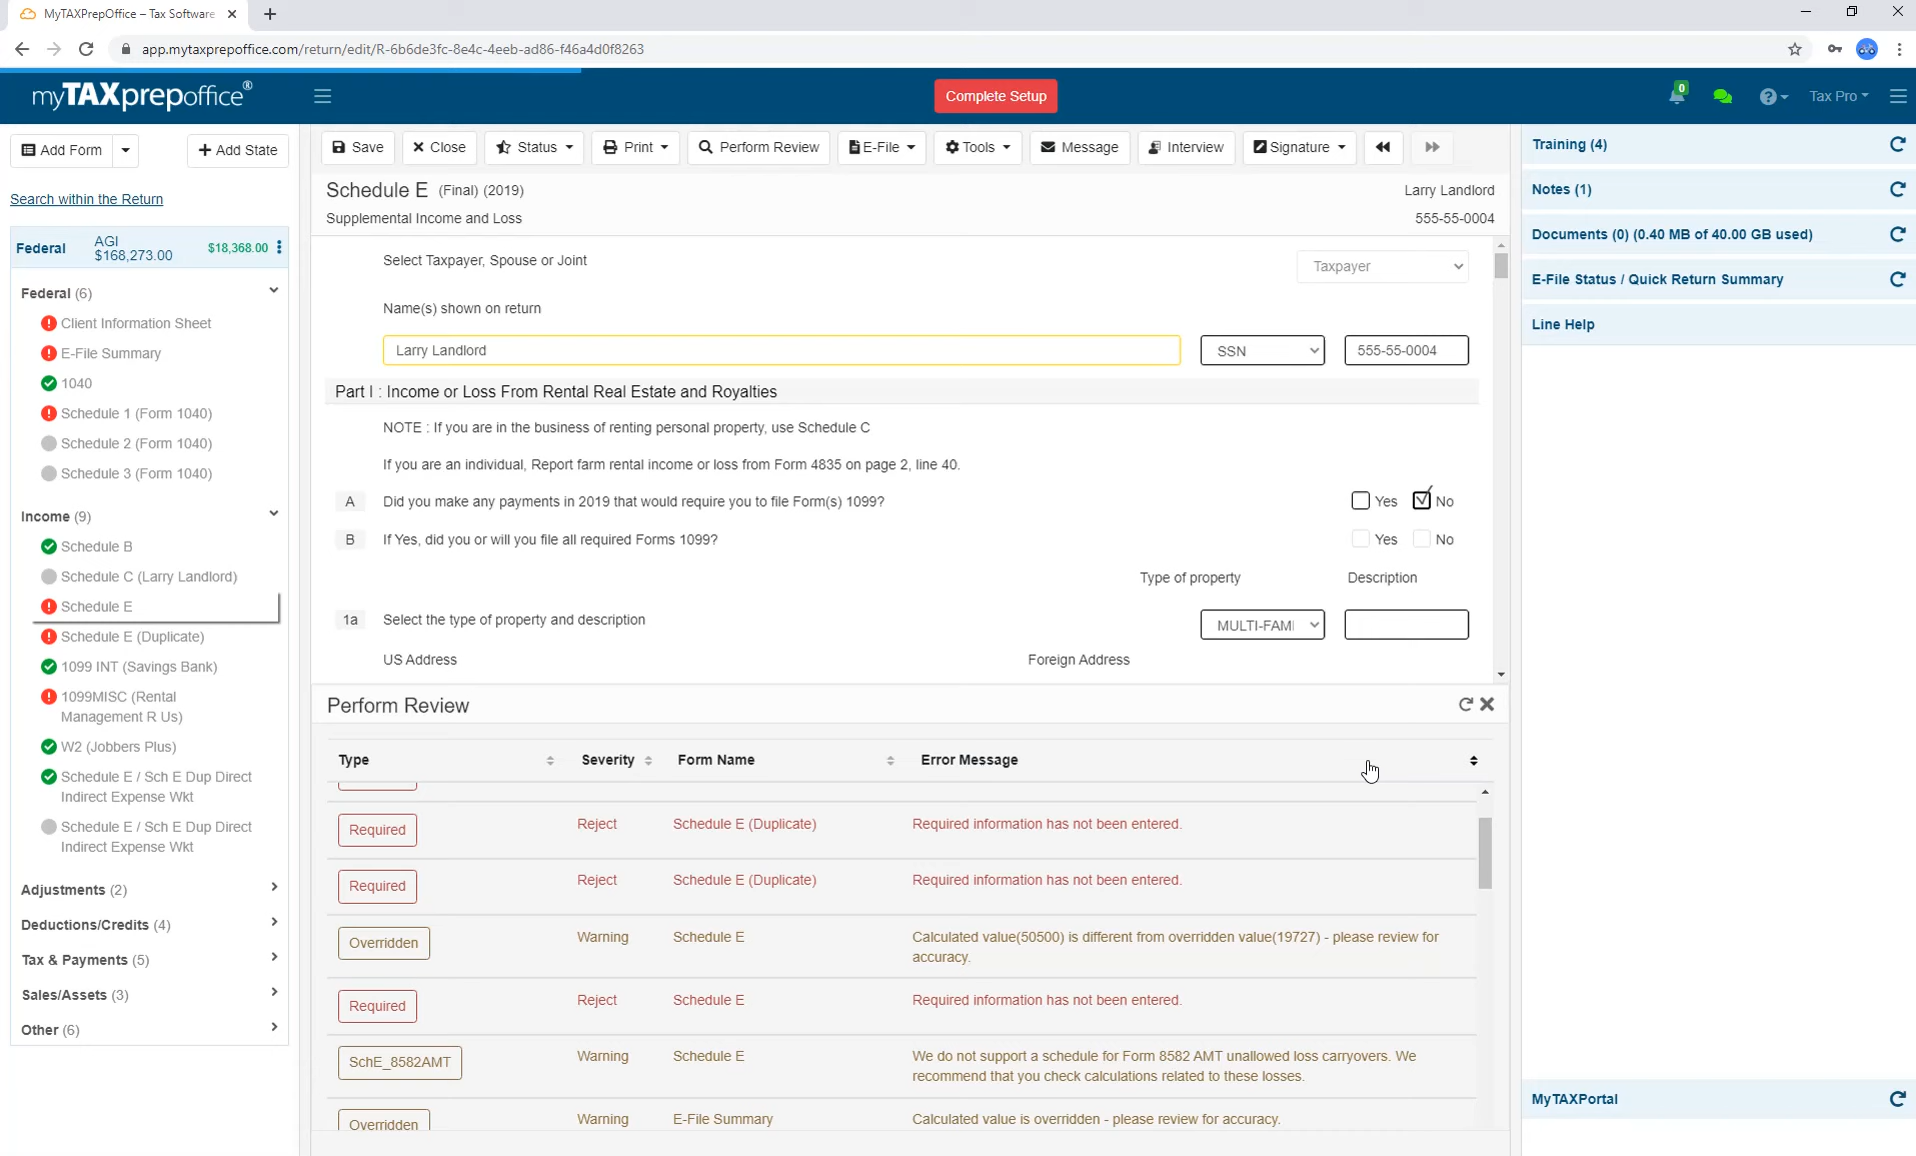 MyTAXPrepOffice – Tax Software
app.mytaxprepoffice.com/return/edit/R-6b6de3fc-8e4c-4eeb-ad86-f46a4d0f8263
myTAXprepoffice®
Complete Setup
0
Tax Pro
Add Form
+ Add State
Search within the Return
Federal AGI $168,273.00 $18,368.00
Federal (6)
Client Information Sheet
E-File Summary
1040
Schedule 1 (Form 1040)
Schedule 2 (Form 1040)
Schedule 3 (Form 1040)
Income (9)
Schedule B
Schedule C (Larry Landlord)
Schedule E
Schedule E (Duplicate)
1099 INT (Savings Bank)
1099MISC (Rental
Management R Us)
W2 (Jobbers Plus)
Schedule E / Sch E Dup Direct
Indirect Expense Wkt
Schedule E / Sch E Dup Direct
Indirect Expense Wkt
Adjustments (2)
Deductions/Credits (4)
Tax & Payments (5)
Sales/Assets (3)
Other (6)
Save Close Status Print Perform Review E-File Tools Message Interview Signature
Schedule E (Final) (2019) Larry Landlord
Supplemental Income and Loss 555-55-0004
Select Taxpayer, Spouse or Joint Taxpayer
Name(s) shown on return
Larry Landlord SSN 555-55-0004
Part I : Income or Loss From Rental Real Estate and Royalties
NOTE : If you are in the business of renting personal property, use Schedule C
If you are an individual, Report farm rental income or loss from Form 4835 on page 2, line 40.
A Did you make any payments in 2019 that would require you to file Form(s) 1099? Yes No
B If Yes, did you or will you file all required Forms 1099? Yes No
Type of property Description
1a Select the type of property and description MULTI-FAMI
US Address Foreign Address
Perform Review
Type Severity Form Name Error Message
Required Reject Schedule E (Duplicate) Required information has not been entered.
Required Reject Schedule E (Duplicate) Required information has not been entered.
Overridden Warning Schedule E Calculated value(50500) is different from overridden value(19727) - please review for
accuracy.
Required Reject Schedule E Required information has not been entered.
SchE_8582AMT Warning Schedule E We do not support a schedule for Form 8582 AMT unallowed loss carryovers. We
recommend that you check calculations related to these losses.
Overridden Warning E-File Summary Calculated value is overridden - please review for accuracy.
Training (4)
Notes (1)
Documents (0) (0.40 MB of 40.00 GB used)
E-File Status / Quick Return Summary
Line Help
MyTAXPortal